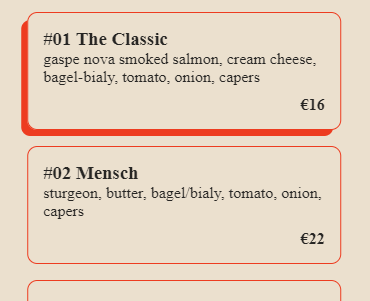 #01 The Classic
gaspe nova smoked salmon, cream cheese,
bagel-bialy, tomato, onion, capers
€16
#02 Mensch
sturgeon, butter, bagel/bialy, tomato, onion,
capers
€22